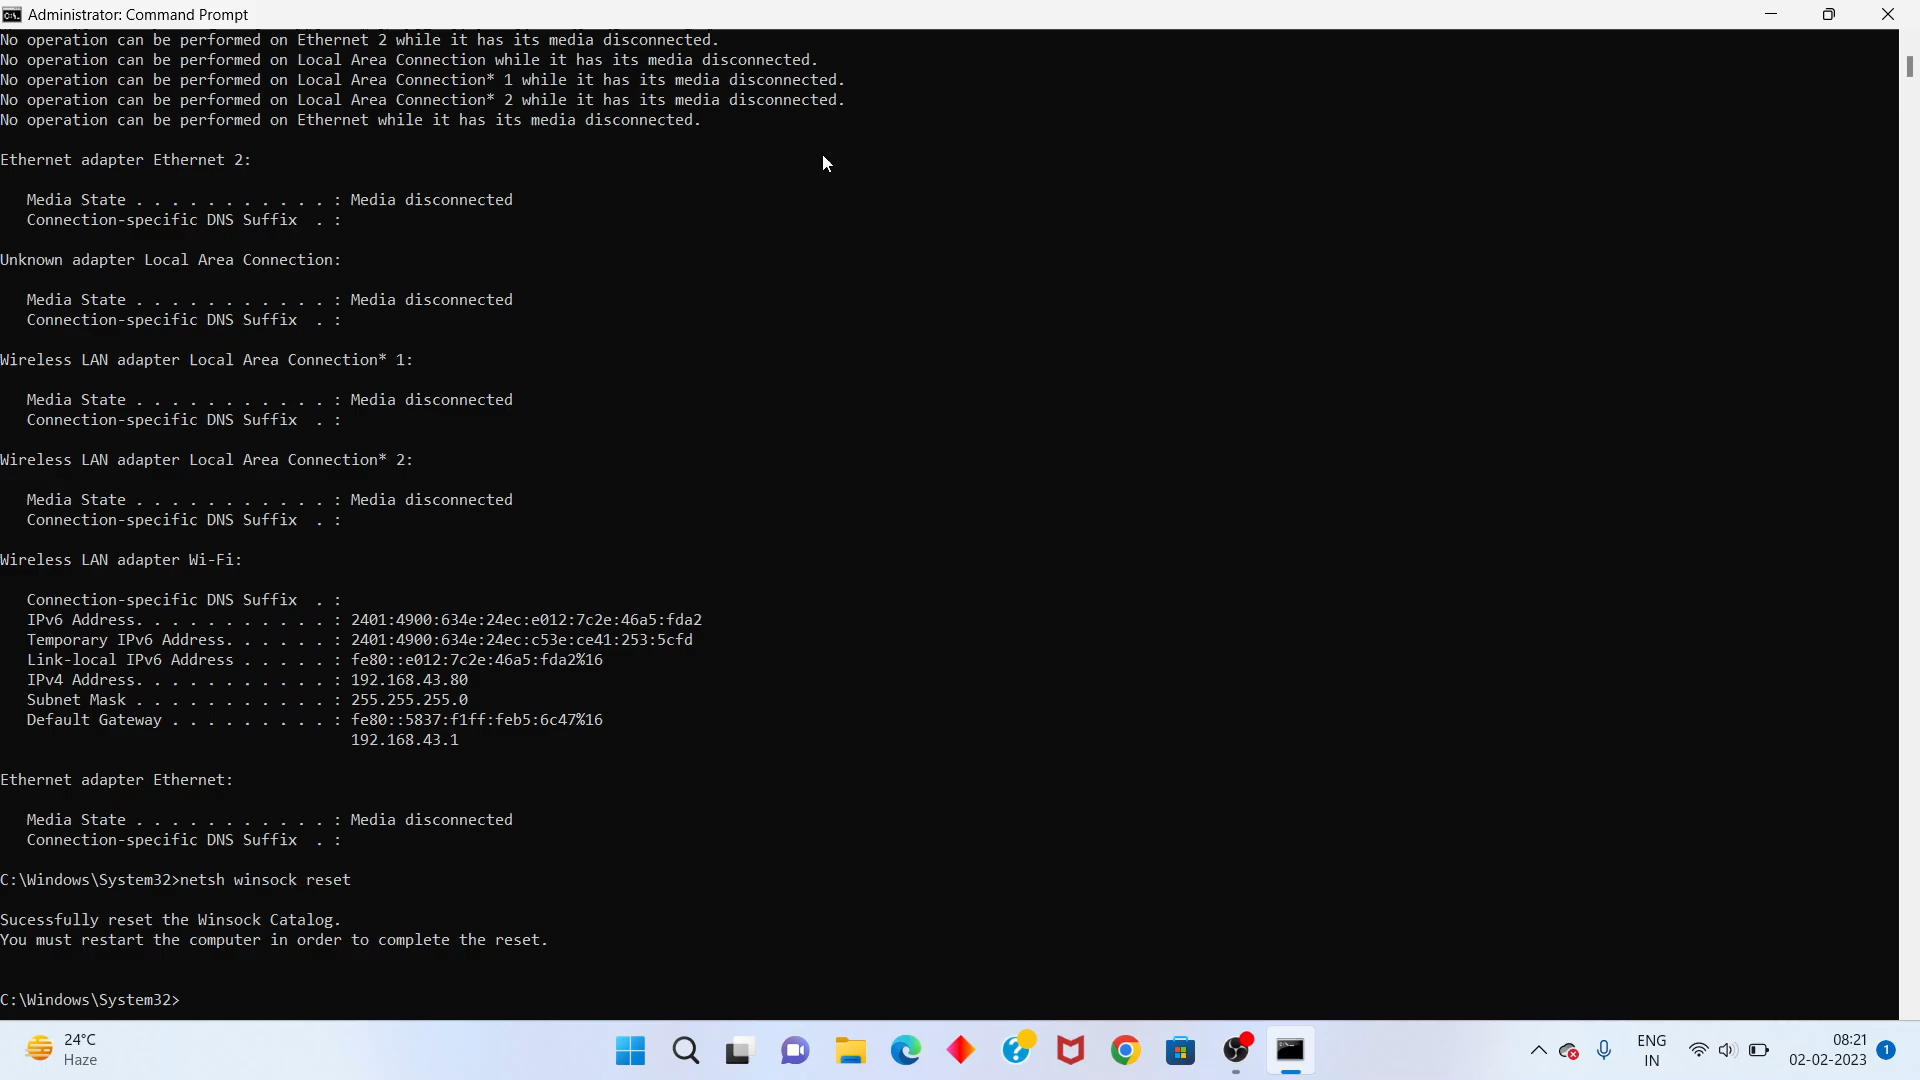 Administrator: Command Prompt
No operation can be performed on Ethernet 2 while it has its media disconnected.
No operation can be performed on Local Area Connection while it has its media disconnected.
No operation can be performed on Local Area Connection* 1 while it has its media disconnected.
No operation can be performed on Local Area Connection* 2 while it has its media disconnected.
No operation can be performed on Ethernet while it has its media disconnected.
Ethernet adapter Ethernet 2:
Media State . . . . . . . . . . . : Media disconnected
Connection-specific DNS Suffix  . :
Unknown adapter Local Area Connection:
Media State . . . . . . . . . . . : Media disconnected
Connection-specific DNS Suffix  . :
Wireless LAN adapter Local Area Connection* 1:
Media State . . . . . . . . . . . : Media disconnected
Connection-specific DNS Suffix  . :
Wireless LAN adapter Local Area Connection* 2:
Media State . . . . . . . . . . . : Media disconnected
Connection-specific DNS Suffix  . :
Wireless LAN adapter Wi-Fi:
Connection-specific DNS Suffix  . :
IPv6 Address. . . . . . . . . . . : 2401:4900:634e:24ec:e012:7c2e:46a5:fda2
Temporary IPv6 Address. . . . . . : 2401:4900:634e:24ec:c53e:ce41:253:5cfd
Link-local IPv6 Address . . . . . : fe80::e012:7c2e:46a5:fda2%16
IPv4 Address. . . . . . . . . . . : 192.168.43.80
Subnet Mask . . . . . . . . . . . : 255.255.255.0
Default Gateway . . . . . . . . . : fe80::5837:f1ff:feb5:6c47%16
192.168.43.1
Ethernet adapter Ethernet:
Media State . . . . . . . . . . . : Media disconnected
Connection-specific DNS Suffix  . :
C:\Windows\System32>netsh winsock reset
Sucessfully reset the Winsock Catalog.
You must restart the computer in order to complete the reset.
C:\Windows\System32>
24°C
Haze
ENG
IN
08:21
02-02-2023
1